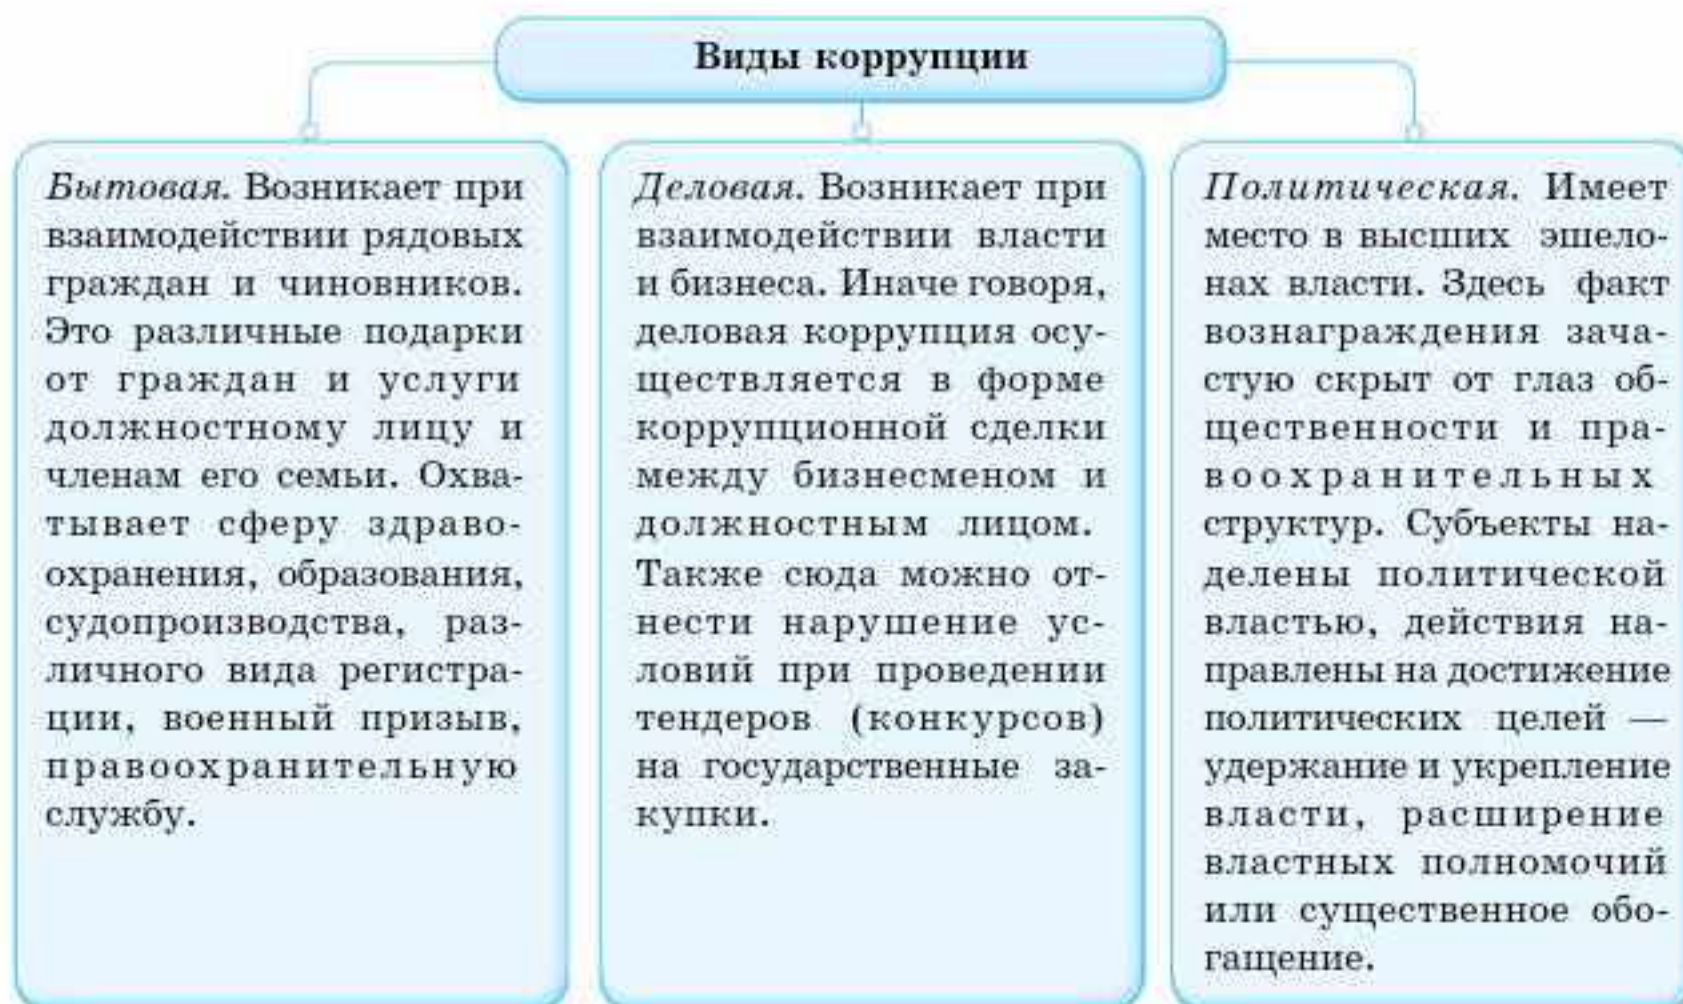 Виды коррупции
Бытовая. Возникает при
взаимодействии рядовых
граждан и чиновников.
Это различные подарки
от граждан и услуги
должностному лицу и
членам его семьи. Охва-
тывает сферу здраво-
охранения, образования,
судопроизводства, раз-
личного вида регистра-
ции, военный призыв,
правоохранительную
службу.
Деловая. Возникает при
взаимодействии власти
и бизнеса. Иначе говоря,
деловая коррупция осу-
ществляется в форме
коррупционной сделки
между бизнесменом и
должностным лицом.
Также сюда можно от-
нести нарушение ус-
ловий при проведении
тендеров (конкурсов)
на государственные за-
купки.
Политическая. Имеет
место в высших эшело-
нах власти. Здесь факт
вознаграждения зача-
стую скрыт от глаз об-
щественности и пра-
воохранительных
структур. Субъекты на-
делены политической
властью, действия на-
правлены на достижение
политических целей —
удержание и укрепление
власти, расширение
властных полномочий
или существенное обо-
гащение.